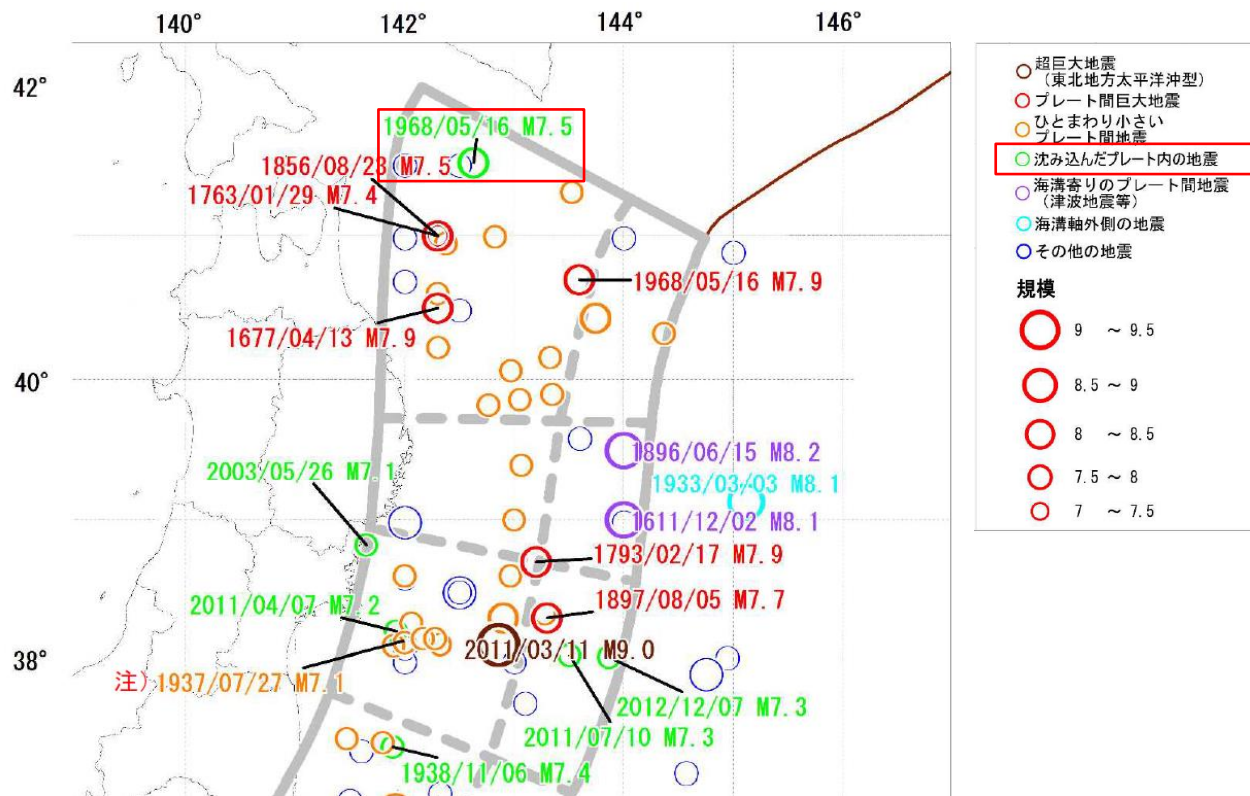 140°
142°
144°
146°
42°
40°
38°
1968/05/16 M7.5
1856/08/23 M7.5
1763/01/29 M7.4
1968/05/16 M7.9
1677/04/13 M7.9
2003/05/26 M7.1
1896/06/15 M8.2
1933/03/03 M8.1
1611/12/02 M8.1
1793/02/17 M7.9
2011/04/07 M7.2
1897/08/05 M7.7
2011/03/11 M9.0
注）1937/07/27 M7.1
2012/12/07 M7.3
2011/07/10 M7.3
1938/11/06 M7.4
超巨大地震
（東北地方太平洋沖型）
プレート間巨大地震
ひとまわり小さい
プレート間地震
沈み込んだプレート内の地震
海溝寄りのプレート間地震
（津波地震等）
海溝軸外側の地震
その他の地震
規模
9 ～ 9.5
8.5 ～ 9
8 ～ 8.5
7.5 ～ 8
7 ～ 7.5